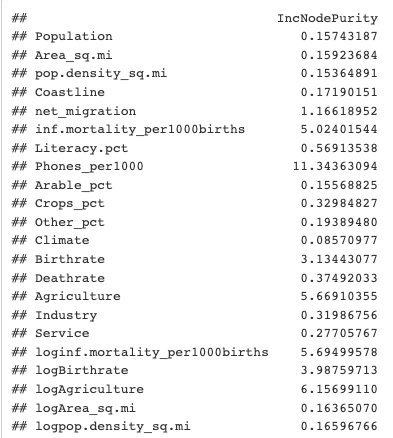 ## IncNodePurity
## Population 0.15743187
## Area_sq.mi 0.15923684
## pop.density_sq.mi 0.15364891
## Coastline 0.17190151
## net_migration 1.16618952
## inf.mortality_per1000births 5.02401544
## Literacy.pct 0.56913538
## Phones_per1000 11.34363094
## Arable_pct 0.15568825
## Crops_pct 0.32984827
## Other_pct 0.19389480
## Climate 0.08570977
## Birthrate 3.13443077
## Deathrate 0.37492033
## Agriculture 5.66910355
## Industry 0.31986756
## Service 0.27705767
## loginf.mortality_per1000births 5.69499578
## logBirthrate 3.98759713
## logAgriculture 6.15699110
## logArea_sq.mi 0.16365070
## logpop.density_sq.mi 0.16596766